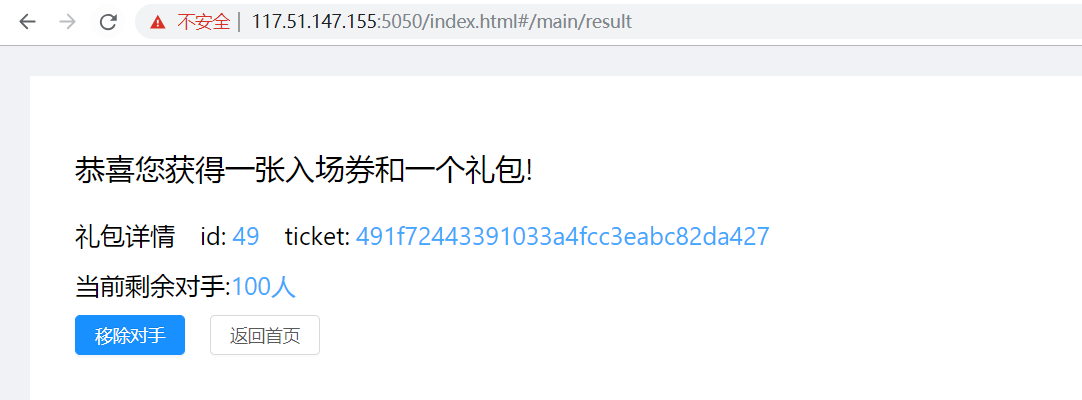 不安全 | 117.51.147.155:5050/index.html#/main/result
恭喜您获得一张入场券和一个礼包!
礼包详情 id: 49 ticket: 491f72443391033a4fcc3eabc82da427
当前剩余对手:100人
移除对手 返回首页